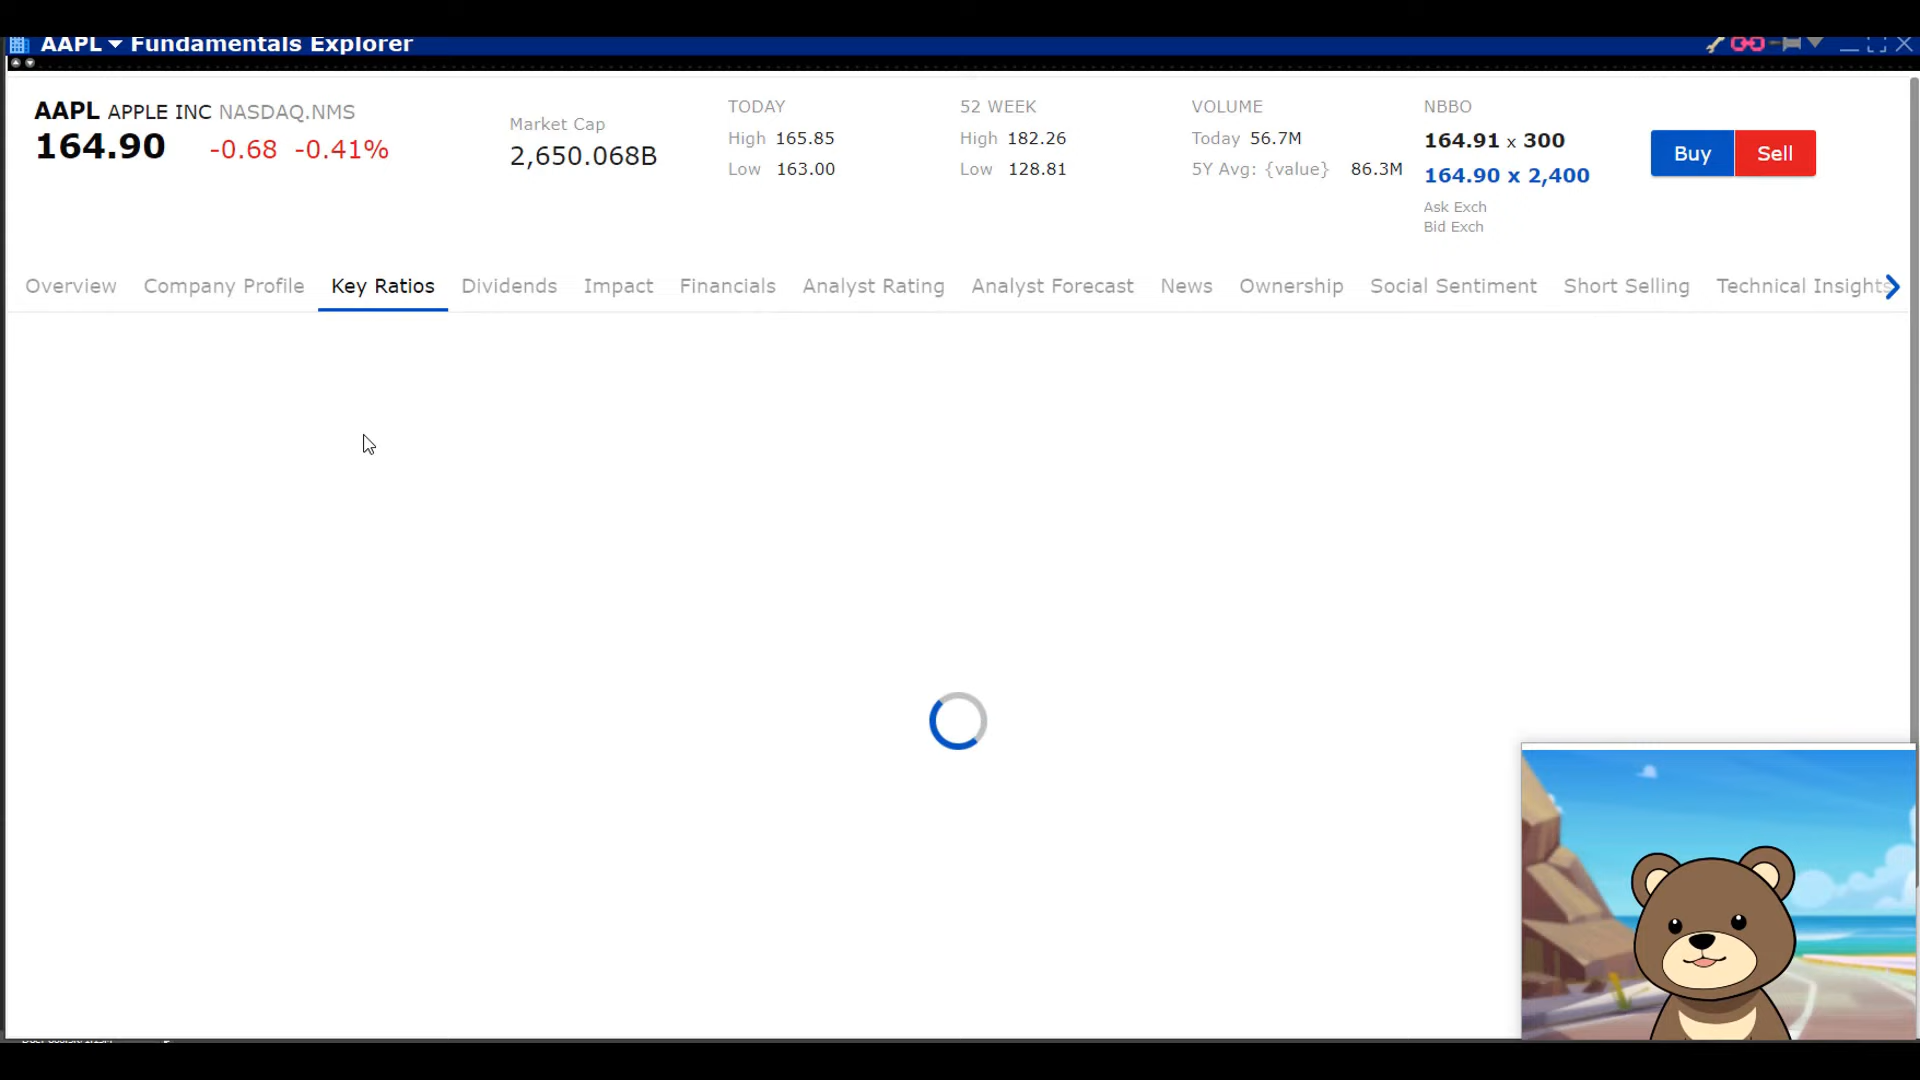 AAPL Fundamentals Explorer
AAPL APPLE INC NASDAQ.NMS
164.90 -0.68 -0.41%
Market Cap
2,650.068B
TODAY
High 165.85
Low 163.00
52 WEEK
High 182.26
Low 128.81
VOLUME
Today 56.7M
5Y Avg: {value} 86.3M
NBBO
164.91 x 300
164.90 x 2,400
Ask Exch
Bid Exch
Buy Sell
Overview Company Profile Key Ratios Dividends Impact Financials Analyst Rating Analyst Forecast News Ownership Social Sentiment Short Selling Technical Insights